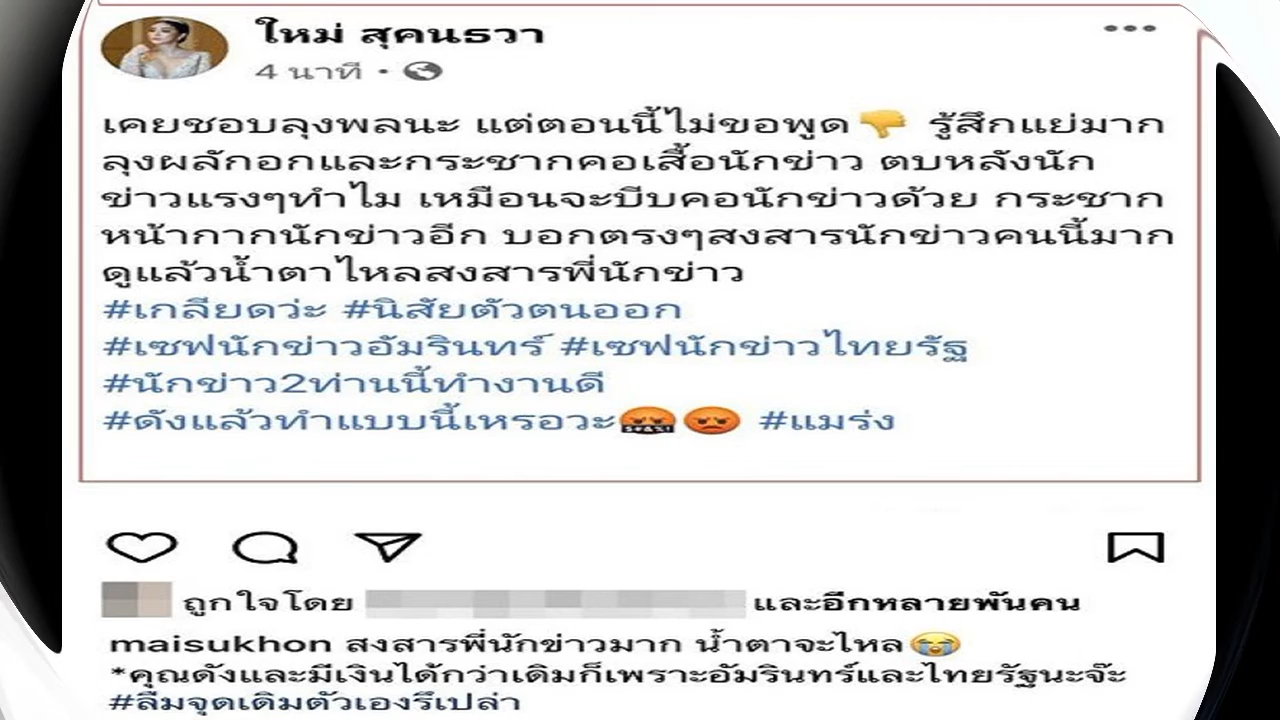 ใหม่ สุคนธวา
4 นาที ·
เคยชอบลุงพลนะ แต่ตอนนี้ไม่ขอพูด👎 รู้สึกแย่มาก
ลุงผลักอกและกระชากคอเสื้อนักข่าว ตบหลังนัก
ข่าวแรงๆทำไม เหมือนจะบีบคอนักข่าวด้วย กระชาก
หน้ากากนักข่าวอีก บอกตรงๆสงสารนักข่าวคนนี้มาก
ดูแล้วน้ำตาไหลสงสารพี่นักข่าว
#เกลียดว่ะ #นิสัยตัวตนออก
#เซฟนักข่าวอัมรินทร์ #เซฟนักข่าวไทยรัฐ
#นักข่าว2ท่านนี้ทำงานดี
#ดังแล้วทำแบบนี้เหรอวะ🤬😡 #แมร่ง
ถูกใจโดย และอีกหลายพันคน
maisukhon สงสารพี่นักข่าวมาก น้ำตาจะไหล😭
*คุณดังและมีเงินได้กว่าเดิมก็เพราะอัมรินทร์และไทยรัฐนะจ๊ะ
#ลืมจุดเดิมตัวเองรึเปล่า